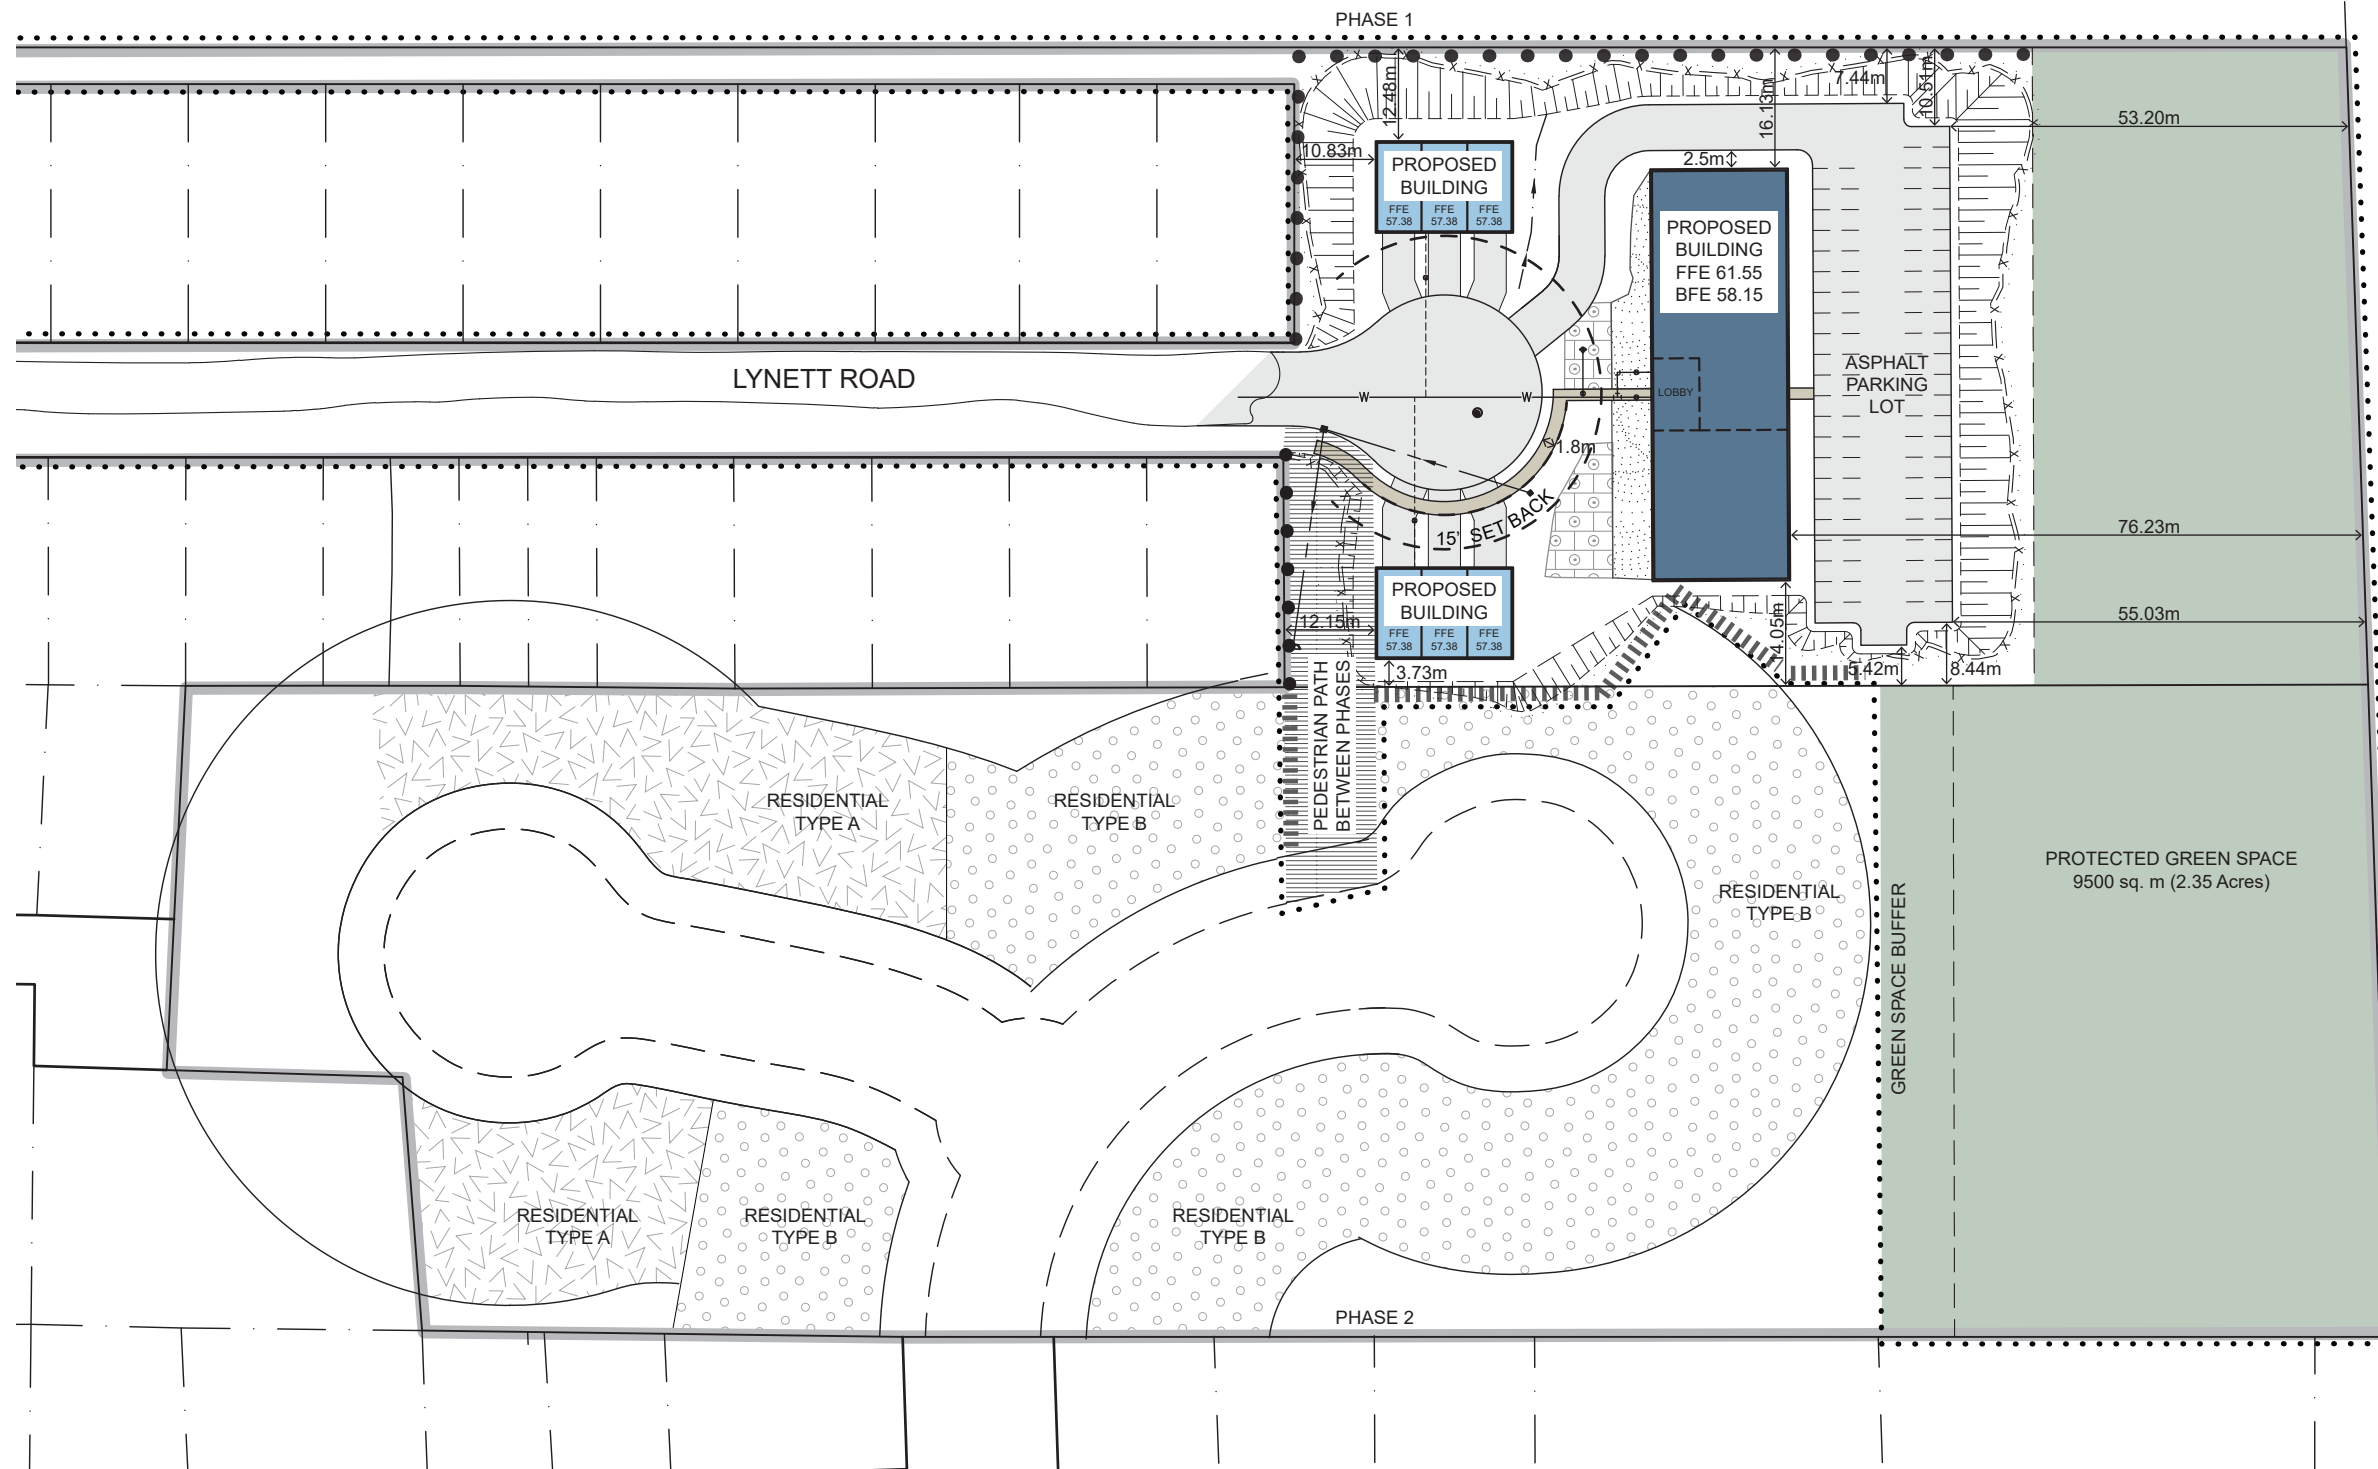 PHASE 1
12.48m
16.13m
7.44m
10.51m
53.20m
10.83m
2.5m
PROPOSED
BUILDING
FFE
57.38
FFE
57.38
FFE
57.38
PROPOSED
BUILDING
FFE 61.55
BFE 58.15
LYNETT ROAD
W
W
LOBBY
ASPHALT
PARKING
LOT
1.8m
15' SET BACK
76.23m
PROPOSED
BUILDING
FFE
57.38
FFE
57.38
FFE
57.38
12.15m
14.05m
55.03m
3.73m
5.42m
8.44m
PEDESTRIAN PATH
BETWEEN PHASES
RESIDENTIAL
TYPE A
RESIDENTIAL
TYPE B
RESIDENTIAL
TYPE B
GREEN SPACE BUFFER
PROTECTED GREEN SPACE
9500 sq. m (2.35 Acres)
RESIDENTIAL
TYPE A
RESIDENTIAL
TYPE B
RESIDENTIAL
TYPE B
PHASE 2